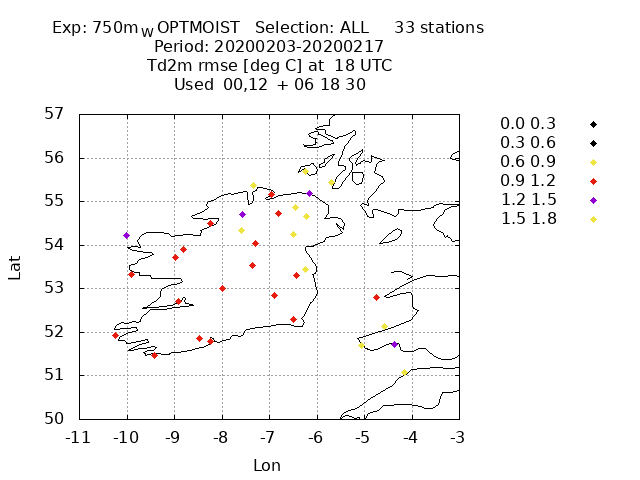 Exp: 750m_W OPTMOIST Selection: ALL 33 stations
Period: 20200203-20200217
Td2m rmse [deg C] at 18 UTC
Used 00,12 + 06 18 30
57
56
55
54
53
52
51
50
Lat
-11 -10 -9 -8 -7 -6 -5 -4 -3
Lon
0.0 0.3
0.3 0.6
0.6 0.9
0.9 1.2
1.2 1.5
1.5 1.8